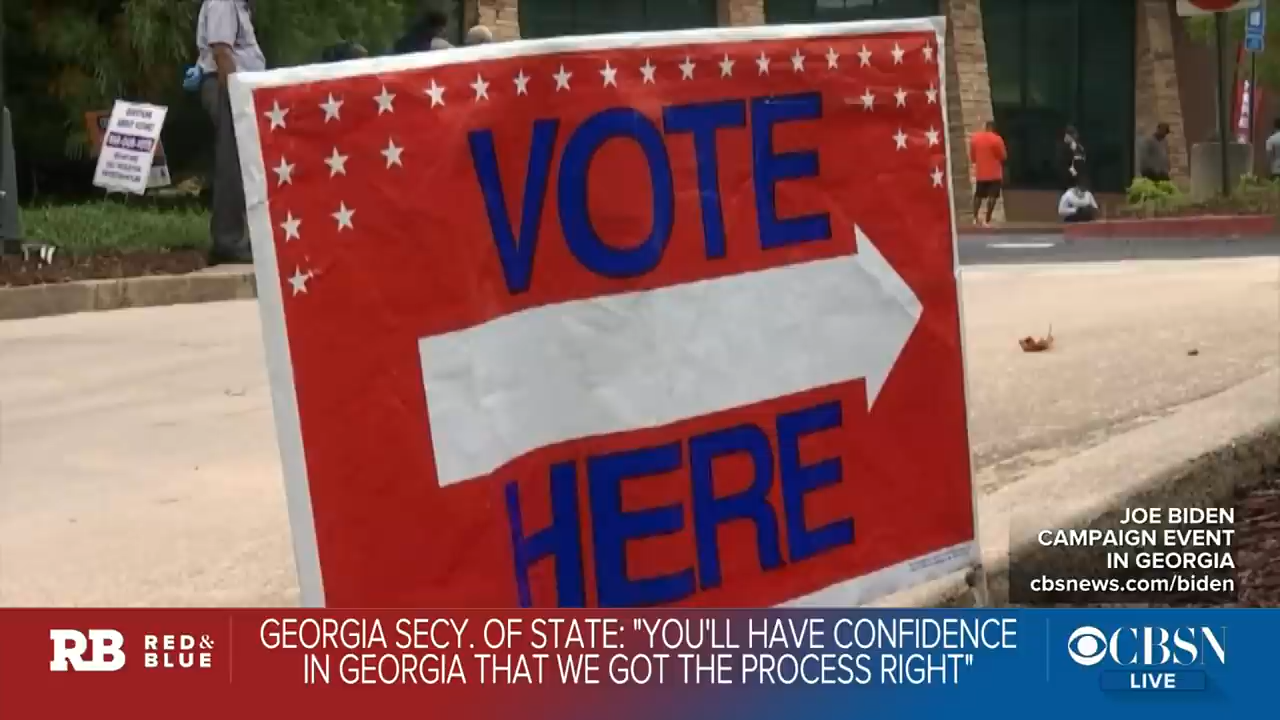 VOTE
HERE
JOE BIDEN
CAMPAIGN EVENT
IN GEORGIA
cbsnews.com/biden
RB RED&
BLUE
GEORGIA SECY. OF STATE: "YOU'LL HAVE CONFIDENCE
IN GEORGIA THAT WE GOT THE PROCESS RIGHT"
CBSN
LIVE